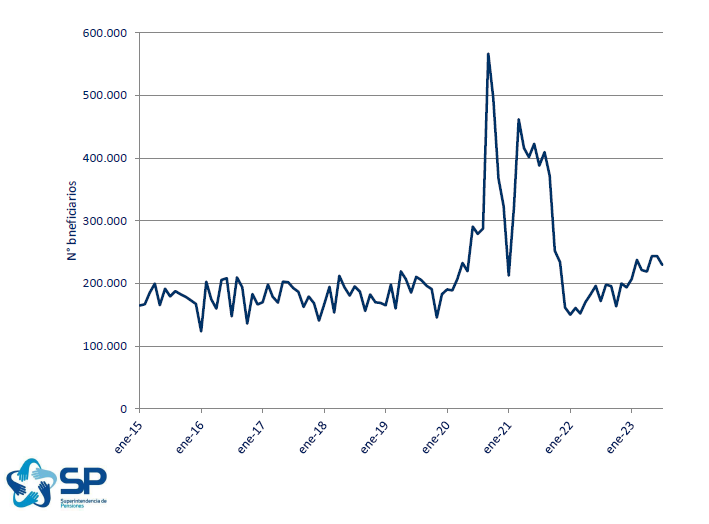 600.000
500.000
400.000
300.000
200.000
100.000
0
N° bneficiarios
ene-15
ene-16
ene-17
ene-18
ene-19
ene-20
ene-21
ene-22
ene-23
SP
Superintendencia de
Pensiones